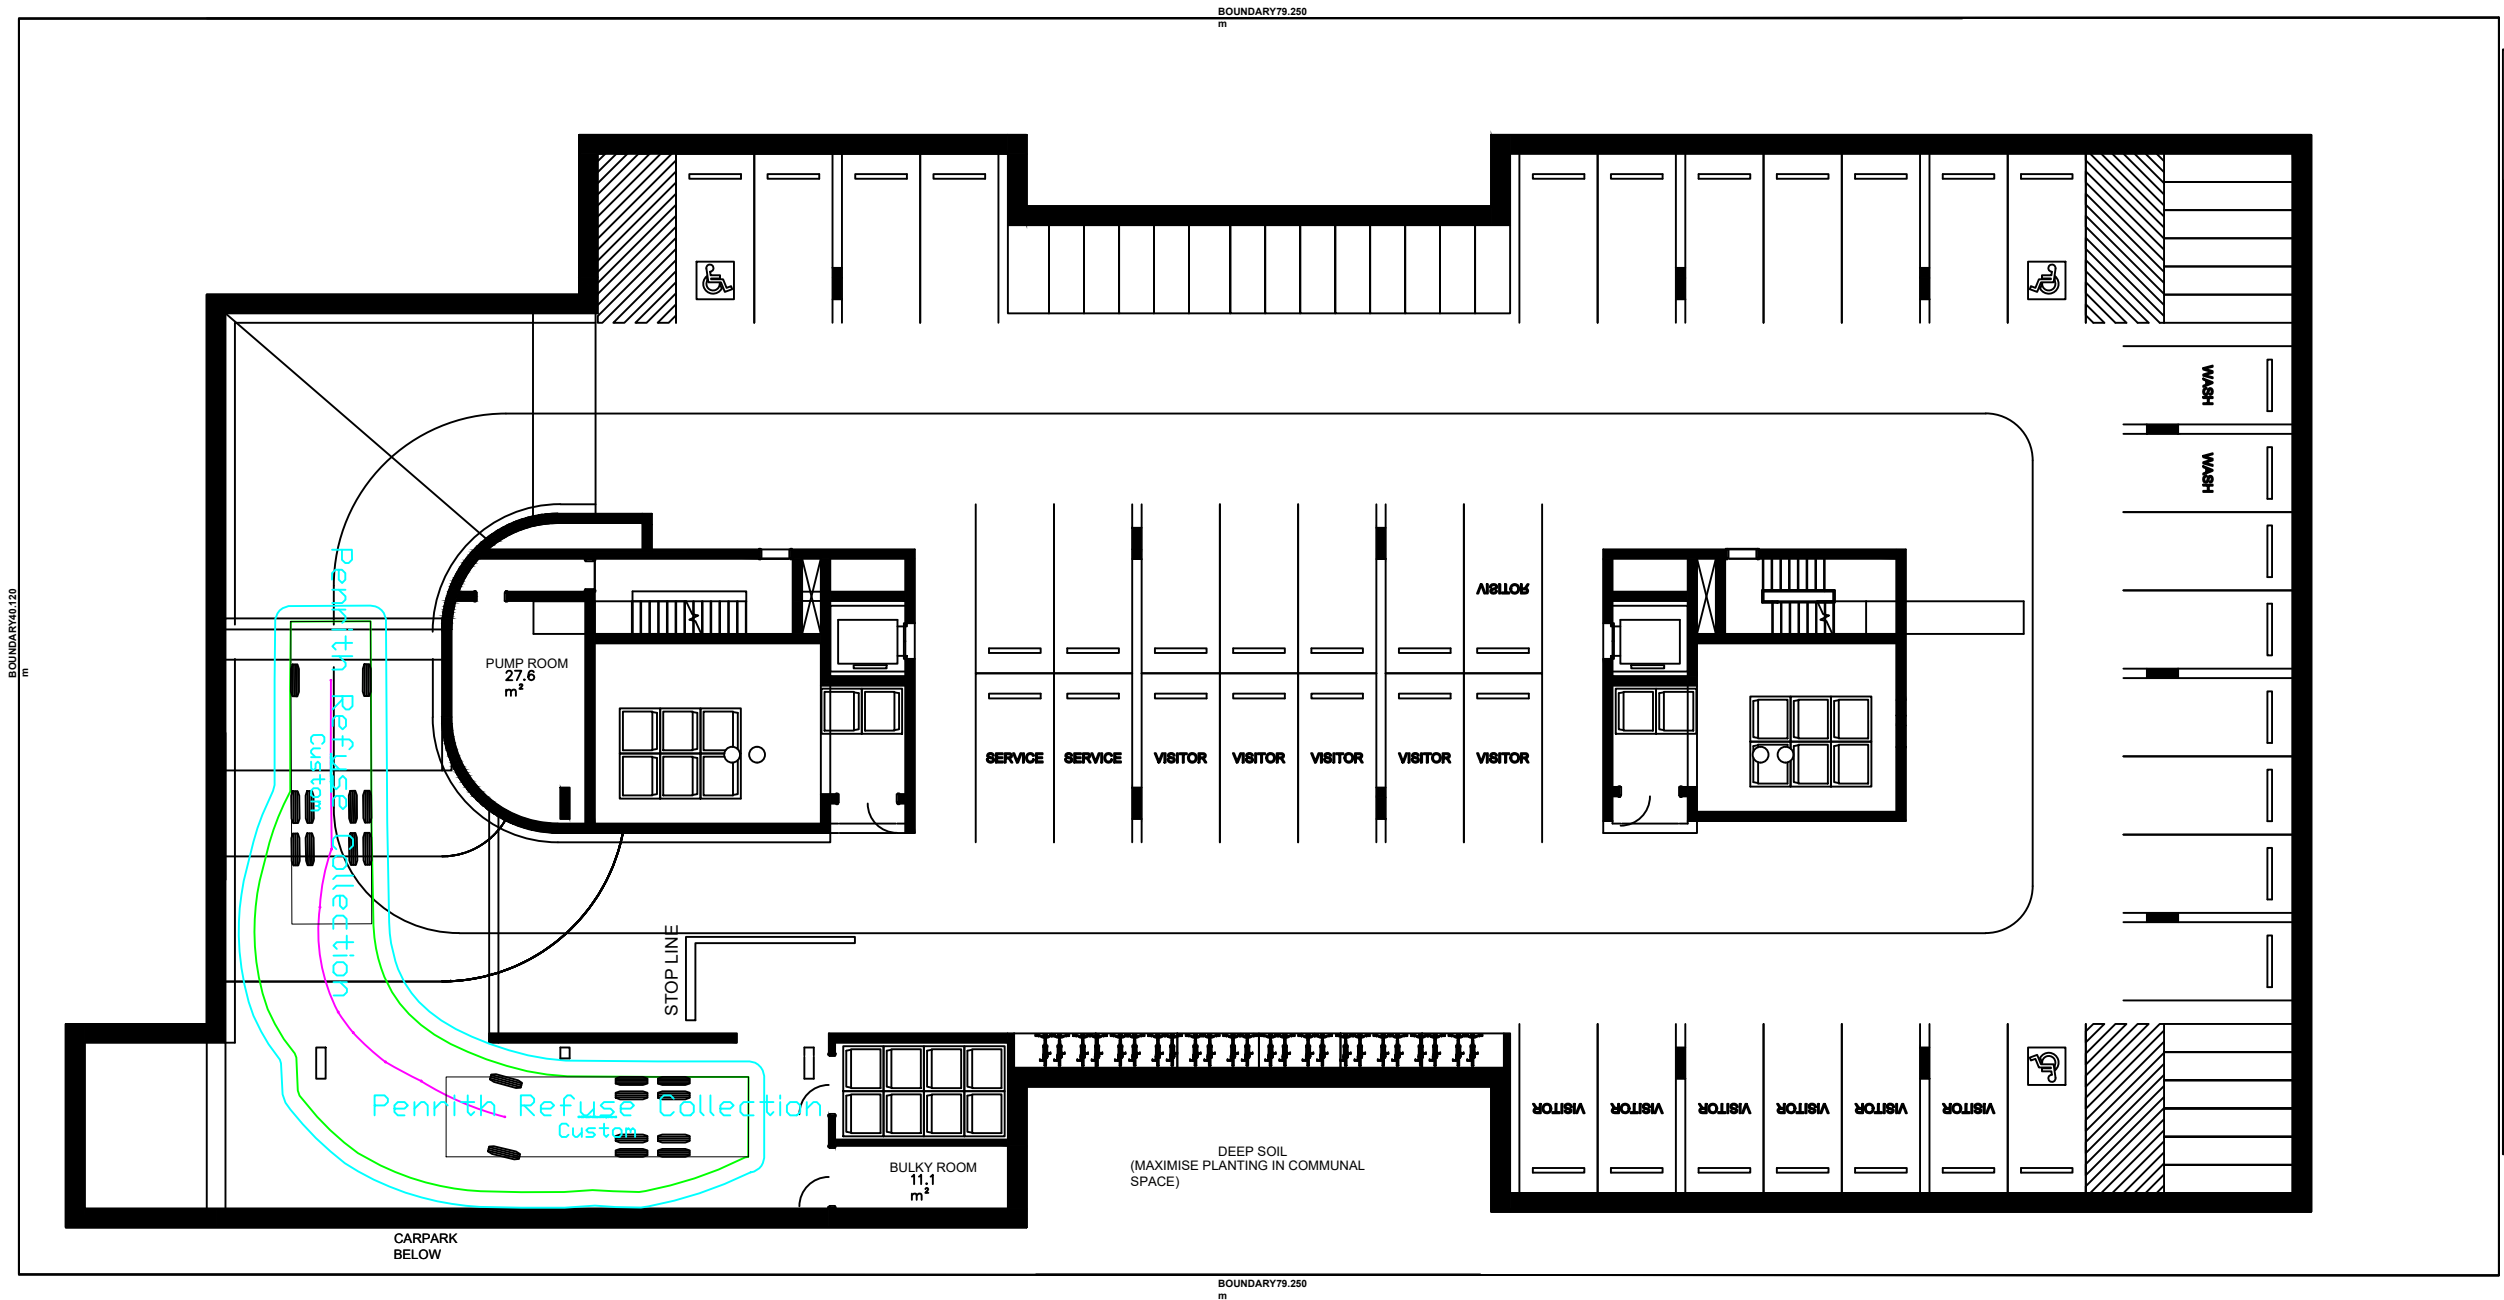 BOUNDARY79.250
m
WASH
WASH
BOUNDARY40.120
m
VISITOR
PUMP ROOM
27.6
m²
Penrith Refuse Collection
Custom
SERVICE
SERVICE
VISITOR
VISITOR
VISITOR
VISITOR
VISITOR
STOP LINE
Penrith Refuse Collection
Custom
VISITOR
VISITOR
VISITOR
VISITOR
VISITOR
VISITOR
BULKY ROOM
11.1
m²
DEEP SOIL
(MAXIMISE PLANTING IN COMMUNAL
SPACE)
CARPARK
BELOW
BOUNDARY79.250
m